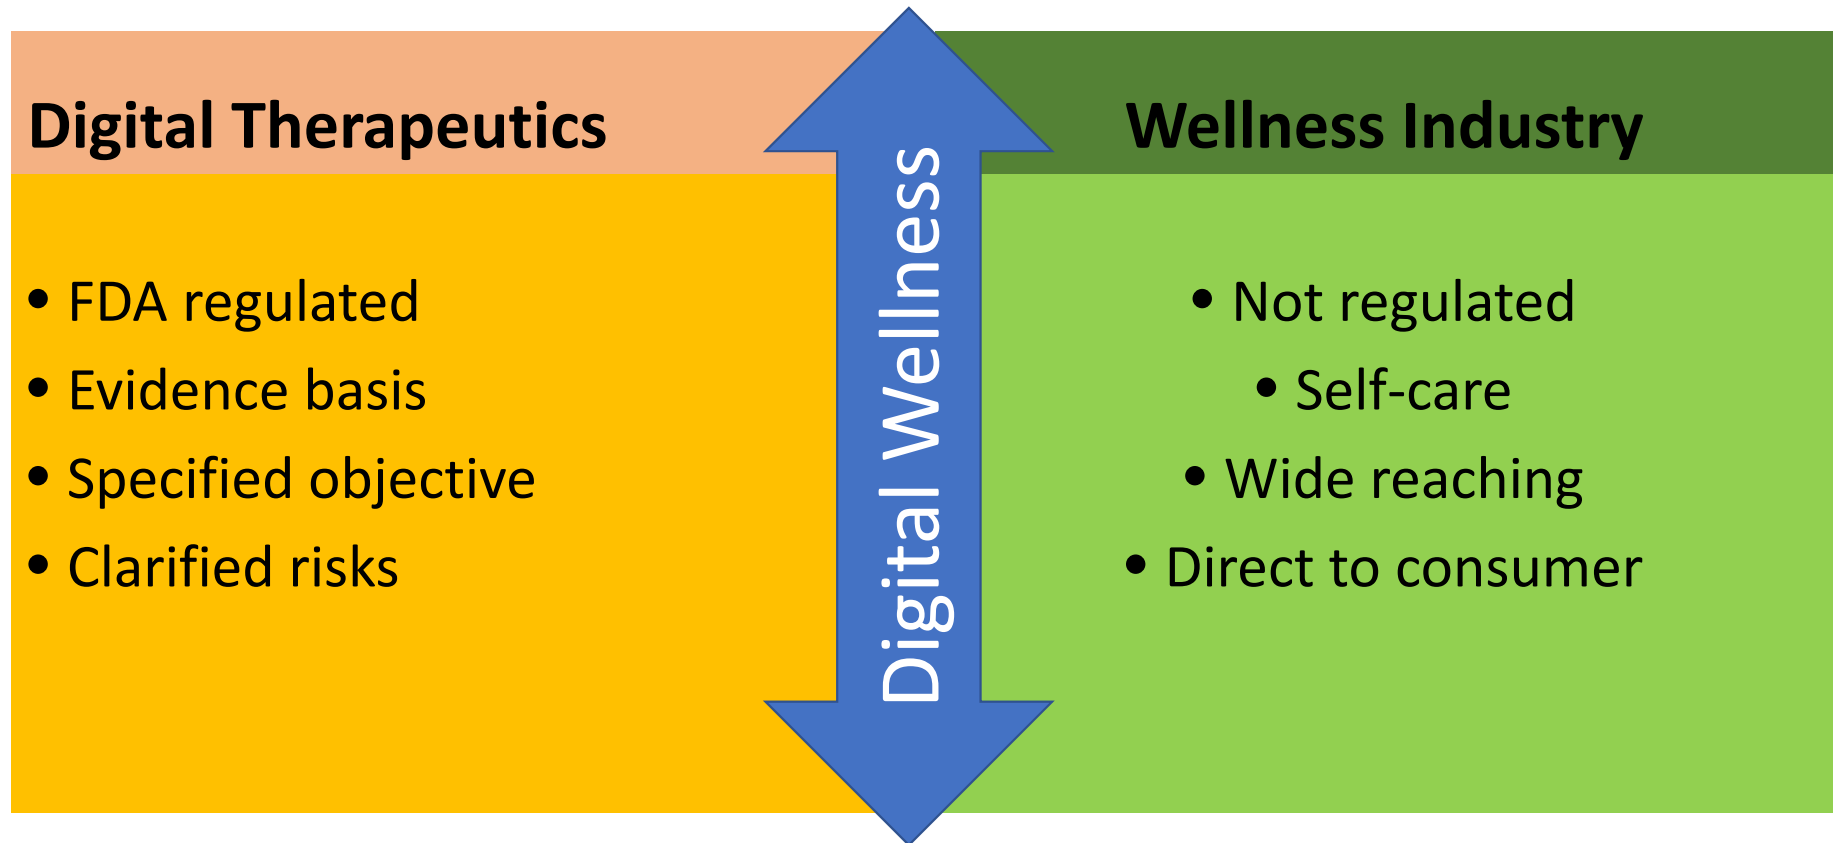 Digital Therapeutics
• FDA regulated
• Evidence basis
• Specified objective
• Clarified risks
Digital Wellness
Wellness Industry
• Not regulated
• Self-care
• Wide reaching
• Direct to consumer